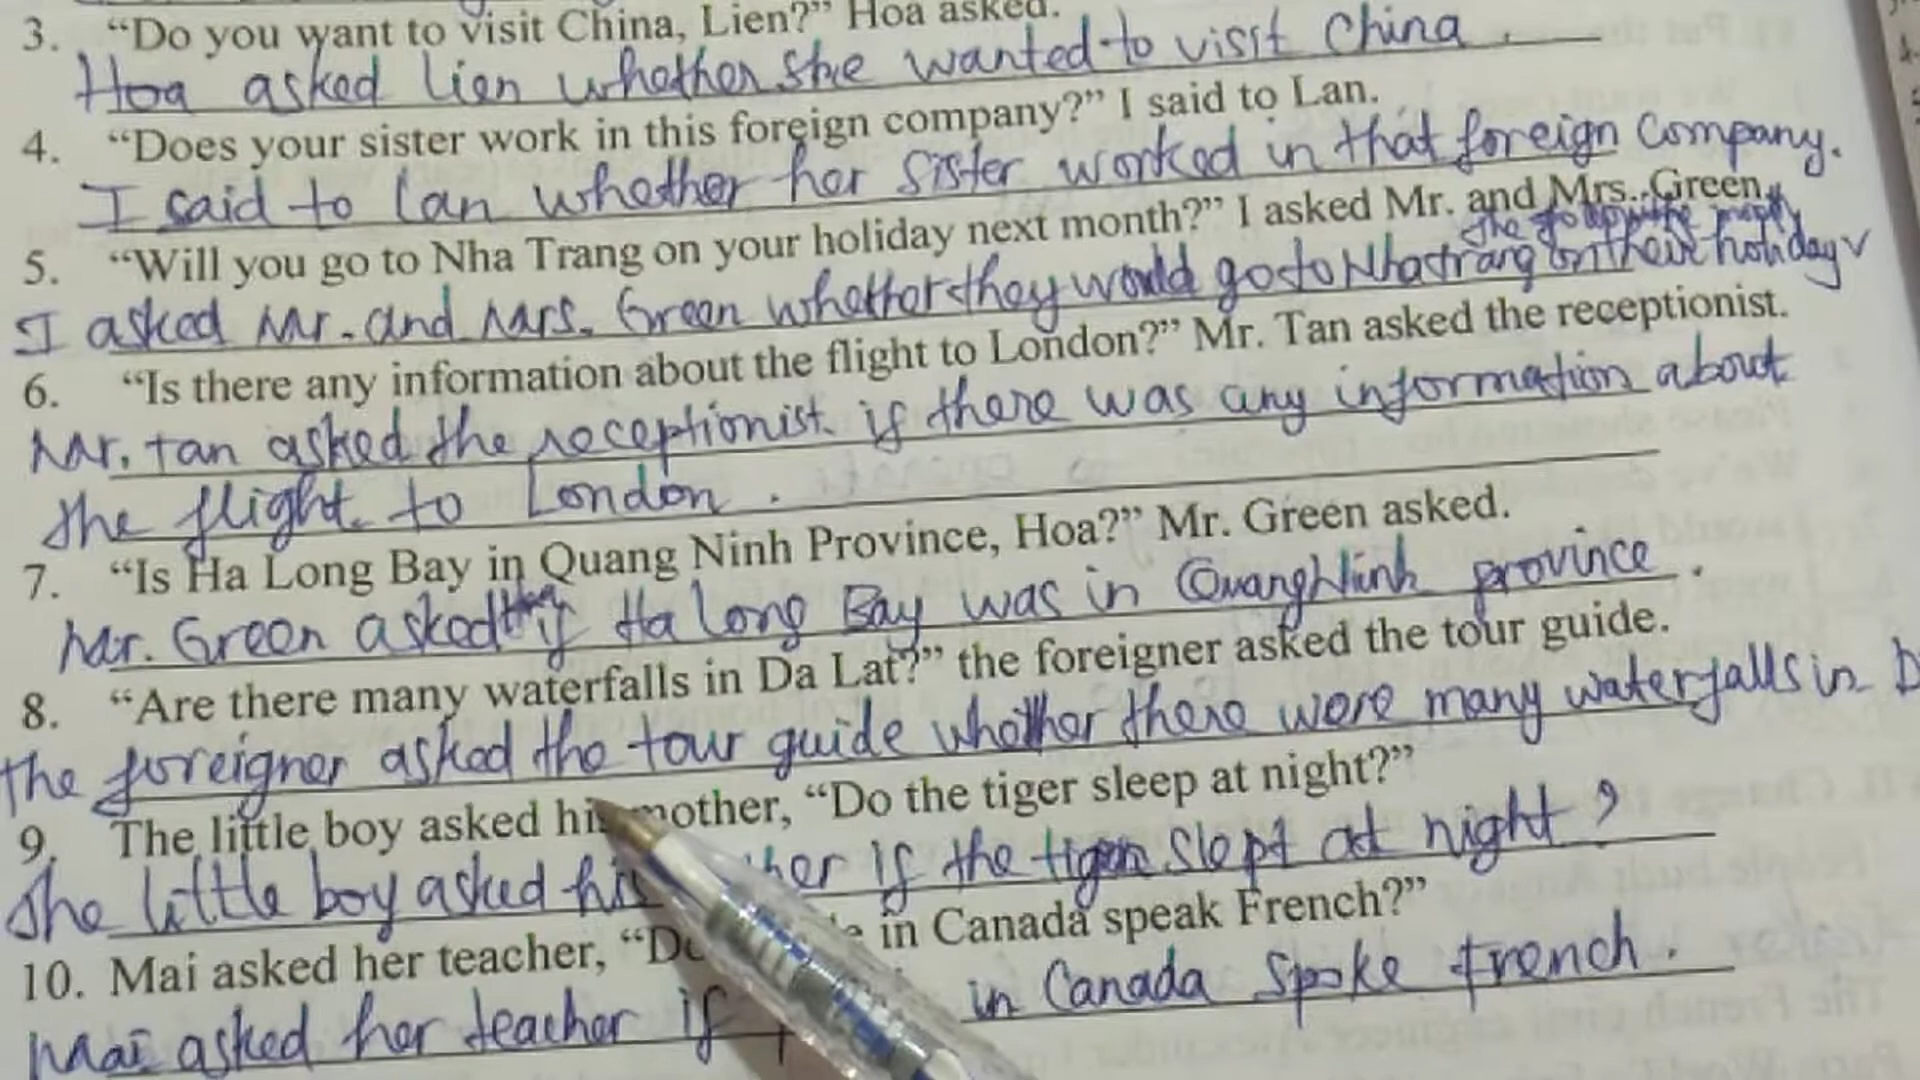 3. “Do you want to visit China, Lien?” Hoa asked.
Hoa asked Lien whether she wanted to visit China.
4. “Does your sister work in this foreign company?” I said to Lan.
I said to Lan whether her sister worked in that foreign company.
5. “Will you go to Nha Trang on your holiday next month?” I asked Mr. and Mrs. Green.
the following month
I asked Mr. and Mrs. Green whether they would go to Nha trang on their holiday
6. “Is there any information about the flight to London?” Mr. Tan asked the receptionist.
Mr. Tan asked the receptionist if there was any information about
the flight to London.
7. “Is Ha Long Bay in Quang Ninh Province, Hoa?” Mr. Green asked.
Mr. Green asked if Ha Long Bay was in Quang Ninh province.
8. “Are there many waterfalls in Da Lat?” the foreigner asked the tour guide.
The foreigner asked the tour guide whether there were many waterfalls in
9. The little boy asked his mother, “Do the tiger sleep at night?”
The little boy asked his if the tiger slept at night?
10. Mai asked her teacher, “Do in Canada speak French?”
Mai asked her teacher if in Canada spoke French.